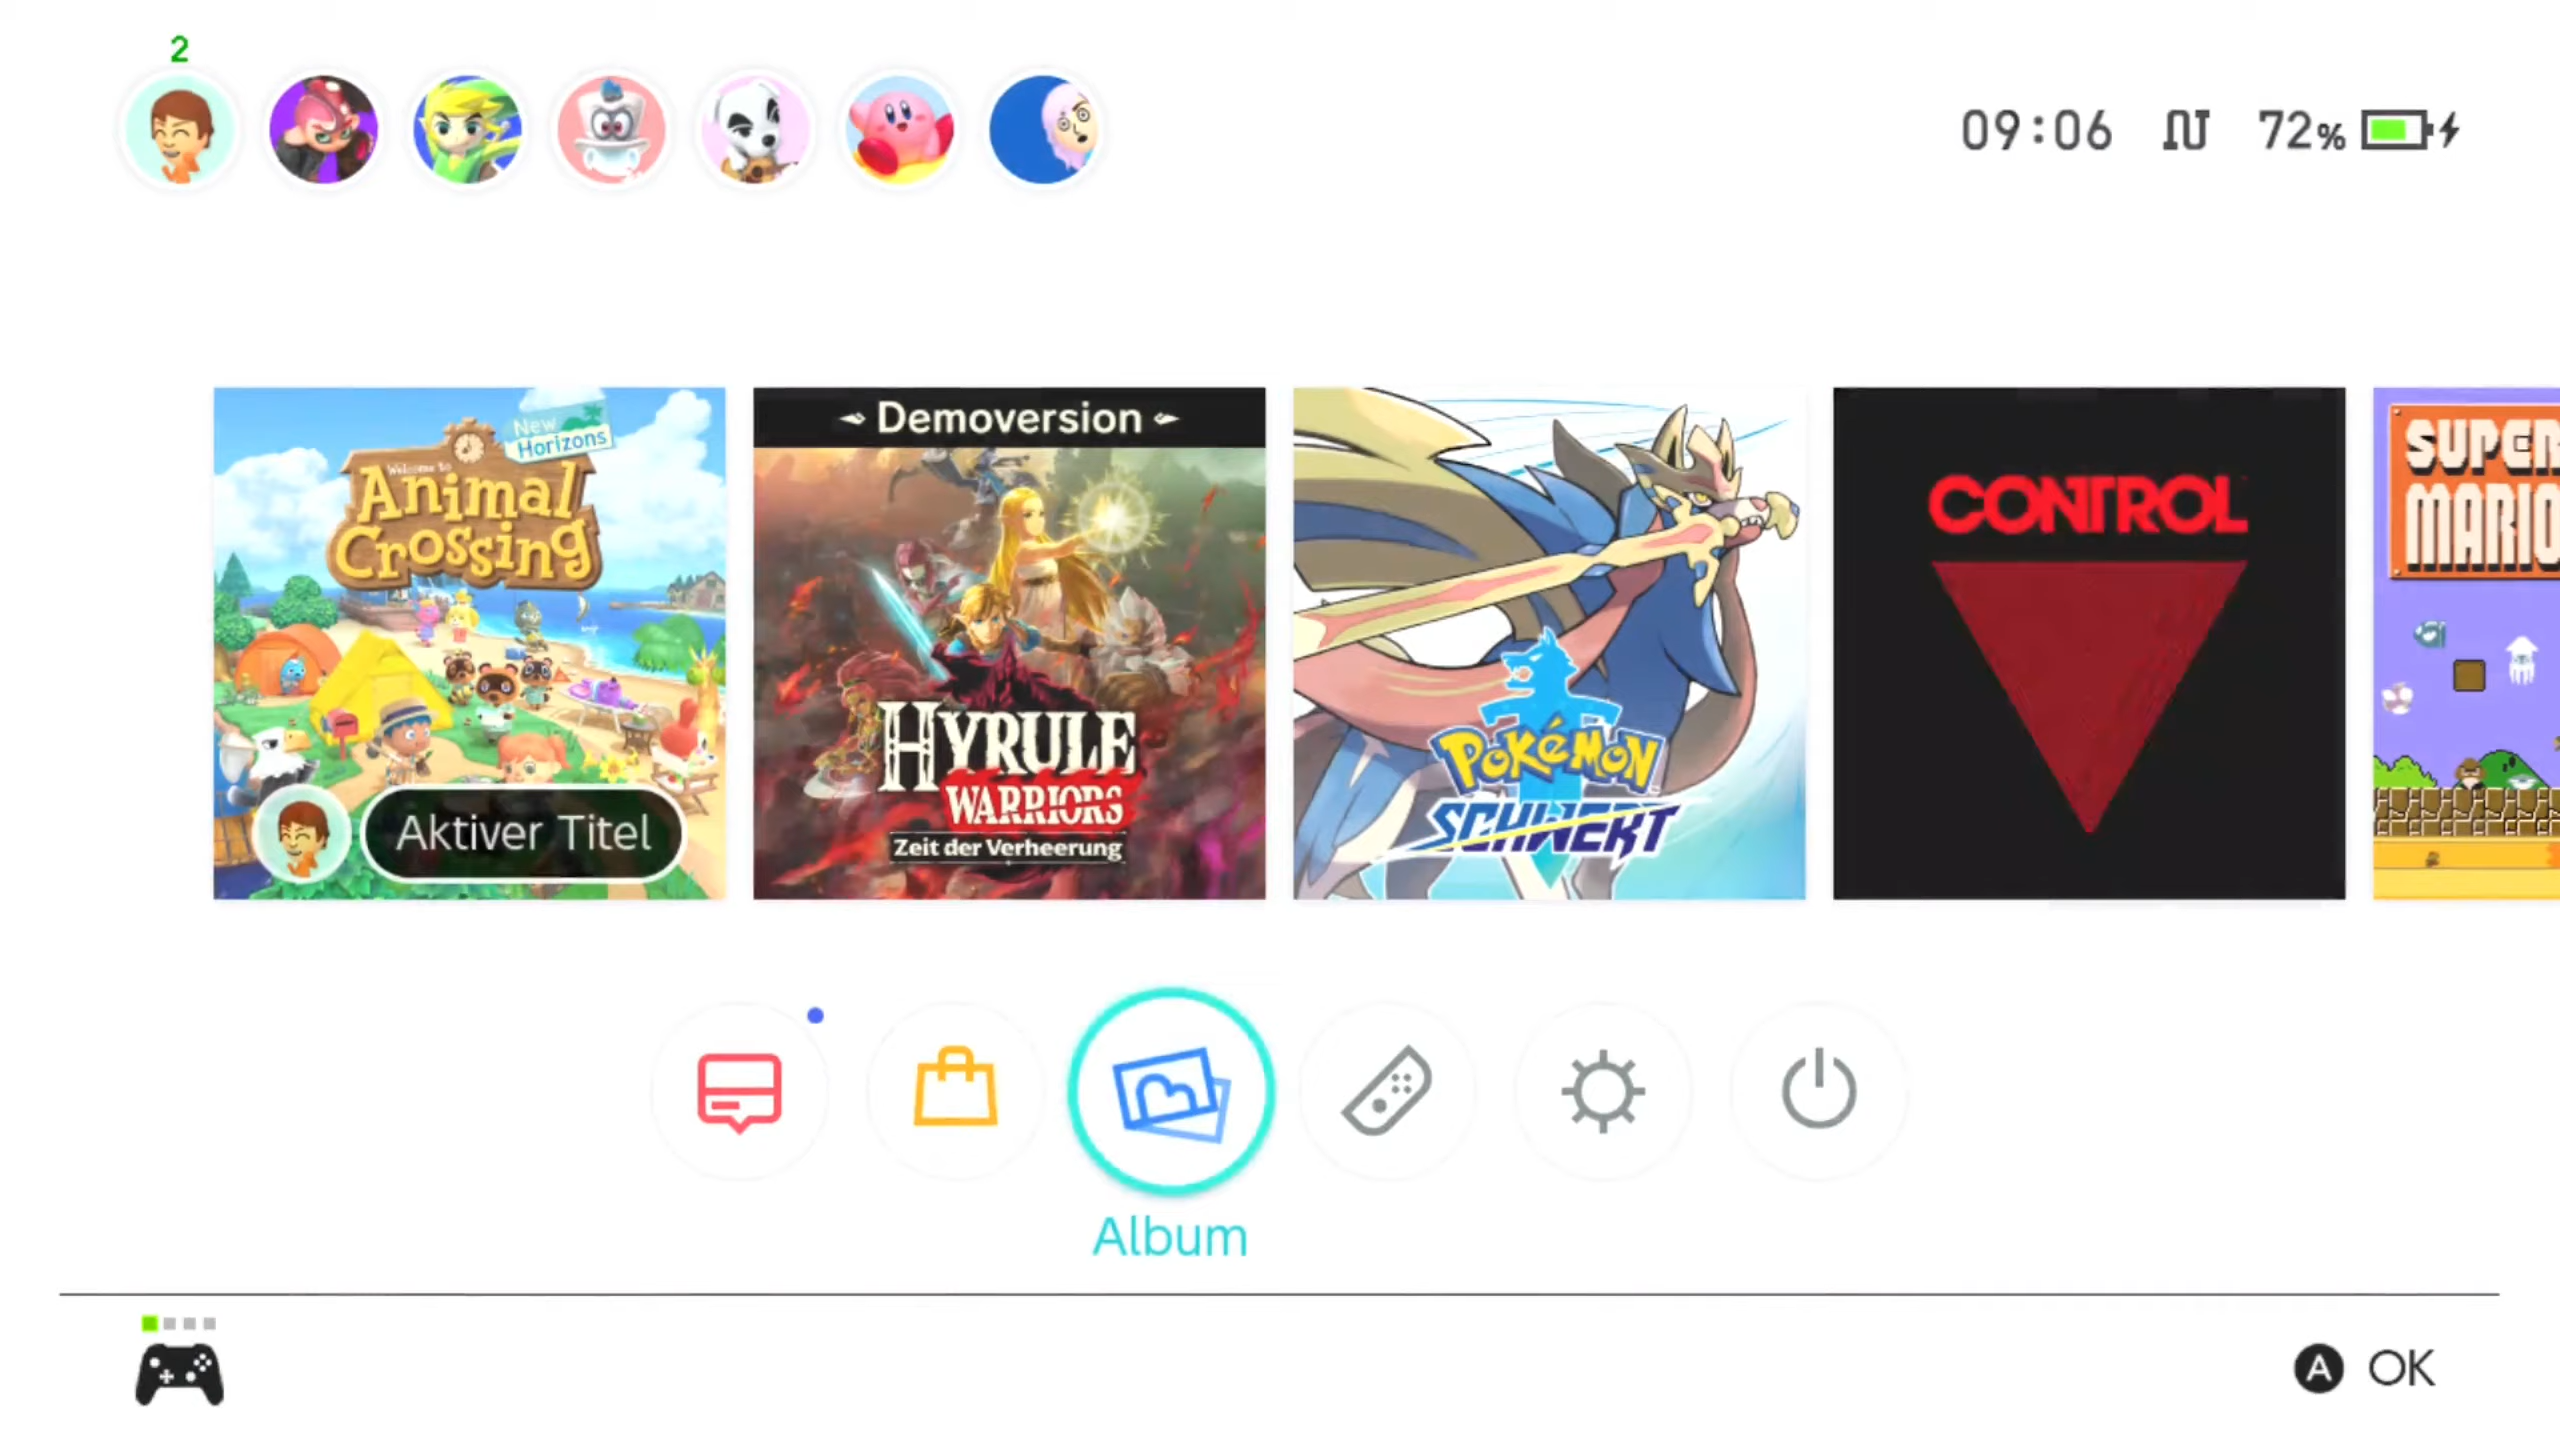 2
09:06 72%
New
Horizons
Welcome to
Animal
Crossing
Aktiver Titel
Demoversion
HYRULE
WARRIORS
Zeit der Verheerung
POKéMON
SCHWERT
CONTROL
SUPER
MARIO
Album
A OK